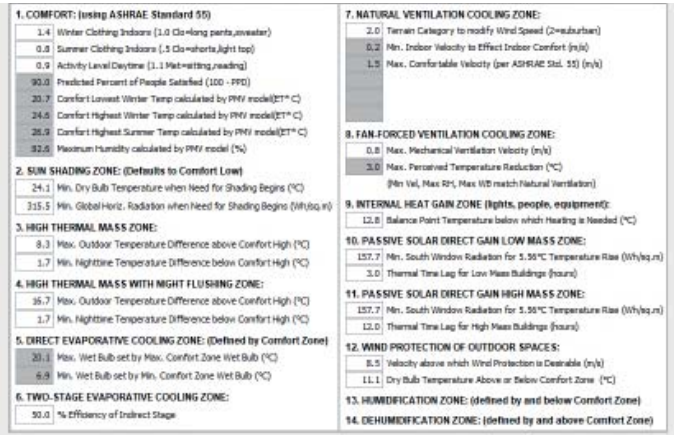 1. COMFORT: (using ASHRAE Standard 55)
1.4 Winter Clothing Indoors (1.0 Clo=long pants,sweater)
0.8 Summer Clothing Indoors (.5 Clo=shorts,light top)
0.9 Activity Level Daytime (1.1 Met=sitting,reading)
90.0 Predicted Percent of People Satisfied (100 - PPD)
20.7 Comfort Lowest Winter Temp calculated by PMV model(ET* C)
24.6 Comfort Highest Winter Temp calculated by PMV model(ET* C)
26.9 Comfort Highest Summer Temp calculated by PMV model(ET* C)
Maximum Humidity calculated by PMV model (%)
2. SUN SHADING ZONE: (Defaults to Comfort Low)
24.1 Min. Dry Bulb Temperature when Need for Shading Begins (°C)
315.5 Min. Global Horiz. Radiation when Need for Shading Begins (Wh/sq.m)
3. HIGH THERMAL MASS ZONE:
8.3 Max. Outdoor Temperature Difference above Comfort High (°C)
1.7 Min. Nighttime Temperature Difference below Comfort High (°C)
4. HIGH THERMAL MASS WITH NIGHT FLUSHING ZONE:
16.7 Max. Outdoor Temperature Difference above Comfort High (°C)
1.7 Min. Nighttime Temperature Difference below Comfort High (°C)
5. DIRECT EVAPORATIVE COOLING ZONE: (Defined by Comfort Zone)
20.1 Max. Wet Bulb set by Max. Comfort Zone Wet Bulb (°C)
6.9 Min. Wet Bulb set by Min. Comfort Zone Wet Bulb (°C)
6. TWO-STAGE EVAPORATIVE COOLING ZONE:
50.0 % Efficiency of Indirect Stage
7. NATURAL VENTILATION COOLING ZONE:
2.0 Terrain Category to modify Wind Speed (2=suburban)
0.2 Min. Indoor Velocity to Effect Indoor Comfort (m/s)
1.5 Max. Comfortable Velocity (per ASHRAE Std. 55) (m/s)
8. FAN-FORCED VENTILATION COOLING ZONE:
0.8 Max. Mechanical Ventilation Velocity (m/s)
3.0 Max. Perceived Temperature Reduction (°C)
(Min Vel, Max RH, Max WB match Natural Ventilation)
9. INTERNAL HEAT GAIN ZONE (lights, people, equipment):
12.8 Balance Point Temperature below which Heating is Needed (°C)
10. PASSIVE SOLAR DIRECT GAIN LOW MASS ZONE:
157.7 Min. South Window Radiation for 5.56°C Temperature Rise (Wh/sq.m)
3.0 Thermal Time Lag for Low Mass Buildings (hours)
11. PASSIVE SOLAR DIRECT GAIN HIGH MASS ZONE:
157.7 Min. South Window Radiation for 5.56°C Temperature Rise (Wh/sq.m)
12.0 Thermal Time Lag for High Mass Buildings (hours)
12. WIND PROTECTION OF OUTDOOR SPACES:
8.5 Velocity above which Wind Protection is Desirable (m/s)
11.1 Dry Bulb Temperature Above or Below Comfort Zone (°C)
13. HUMIDIFICATION ZONE: (defined by and below Comfort Zone)
14. DEHUMIDIFICATION ZONE: (defined by and above Comfort Zone)